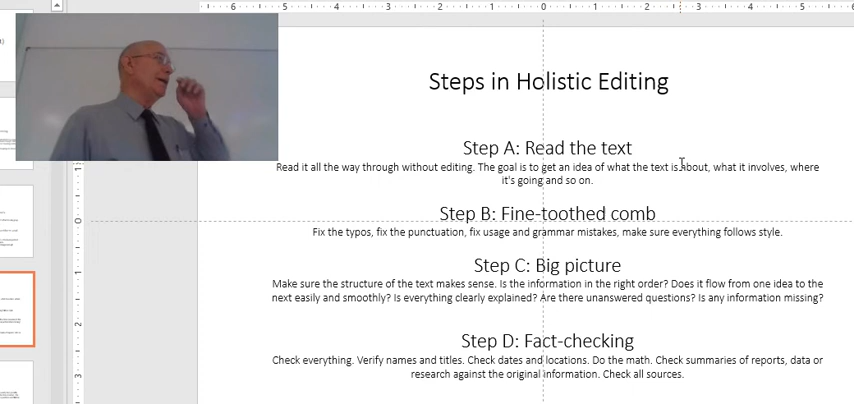 Steps in Holistic Editing
Step A: Read the text
Read it all the way through without editing. The goal is to get an idea of what the text is about, what it involves, where
it's going and so on.
Step B: Fine-toothed comb
Fix the typos, fix the punctuation, fix usage and grammar mistakes, make sure everything follows style.
Step C: Big picture
Make sure the structure of the text makes sense. Is the information in the right order? Does it flow from one idea to the
next easily and smoothly? Is everything clearly explained? Are there unanswered questions? Is any information missing?
Step D: Fact-checking
Check everything. Verify names and titles. Check dates and locations. Do the math. Check summaries of reports, data or
research against the original information. Check all sources.